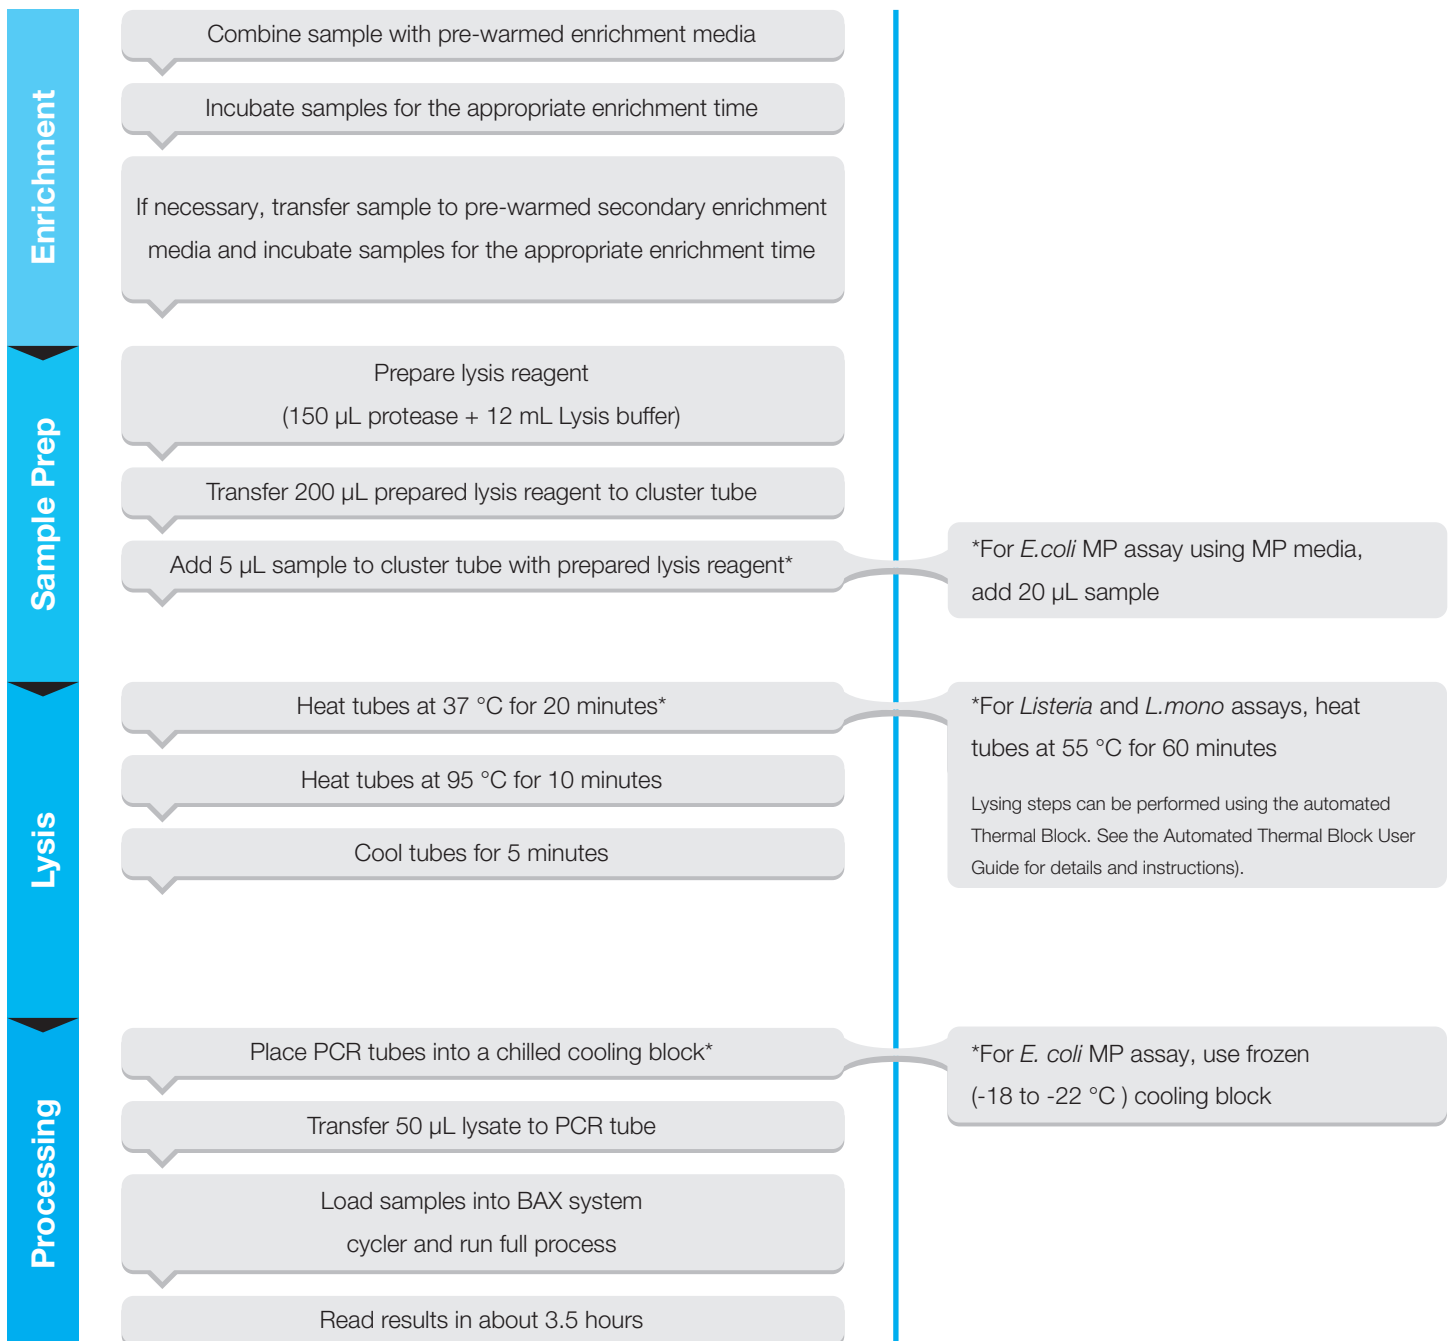 Enrichment
Combine sample with pre-warmed enrichment media
Incubate samples for the appropriate enrichment time
If necessary, transfer sample to pre-warmed secondary enrichment
media and incubate samples for the appropriate enrichment time
Sample Prep
Prepare lysis reagent
(150 µL protease + 12 mL Lysis buffer)
Transfer 200 µL prepared lysis reagent to cluster tube
Add 5 µL sample to cluster tube with prepared lysis reagent*
*For E.coli MP assay using MP media,
add 20 µL sample
Lysis
Heat tubes at 37 °C for 20 minutes*
*For Listeria and L.mono assays, heat
tubes at 55 °C for 60 minutes
Lysing steps can be performed using the automated
Thermal Block. See the Automated Thermal Block User
Guide for details and instructions).
Heat tubes at 95 °C for 10 minutes
Cool tubes for 5 minutes
Processing
Place PCR tubes into a chilled cooling block*
*For E. coli MP assay, use frozen
(-18 to -22 °C ) cooling block
Transfer 50 µL lysate to PCR tube
Load samples into BAX system
cycler and run full process
Read results in about 3.5 hours